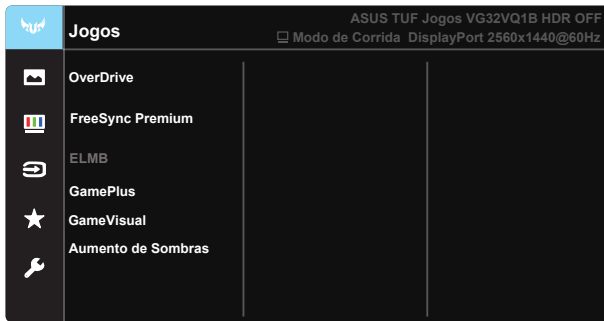 TUF
Jogos
ASUS TUF Jogos VG32VQ1B HDR OFF
Modo de Corrida DisplayPort 2560x1440@60Hz
OverDrive
FreeSync Premium
ELMB
GamePlus
GameVisual
Aumento de Sombras